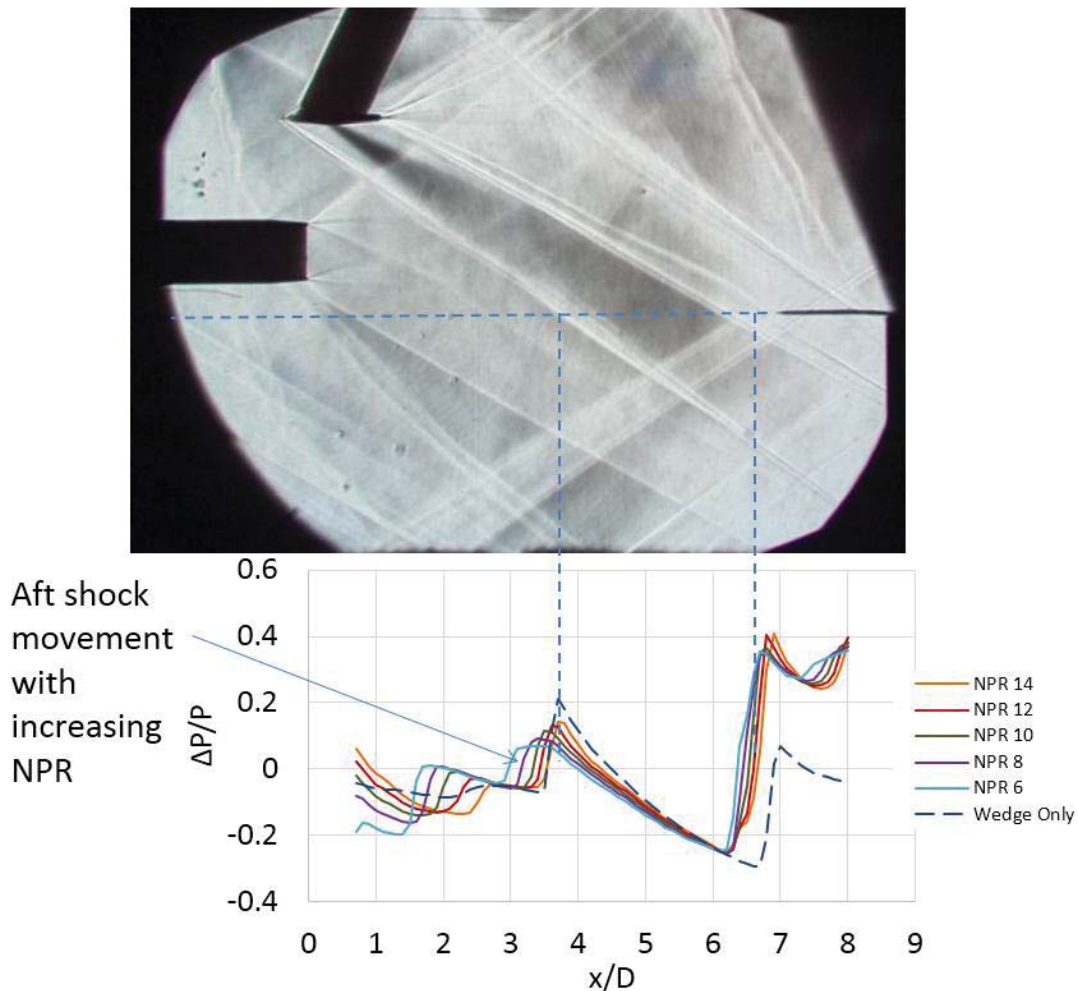 Aft shock
movement
with
increasing
NPR
0.6
0.4
0.2
0
-0.2
-0.4
ΔP/P
0 1 2 3 4 5 6 7 8 9
x/D
NPR 14
NPR 12
NPR 10
NPR 8
NPR 6
Wedge Only